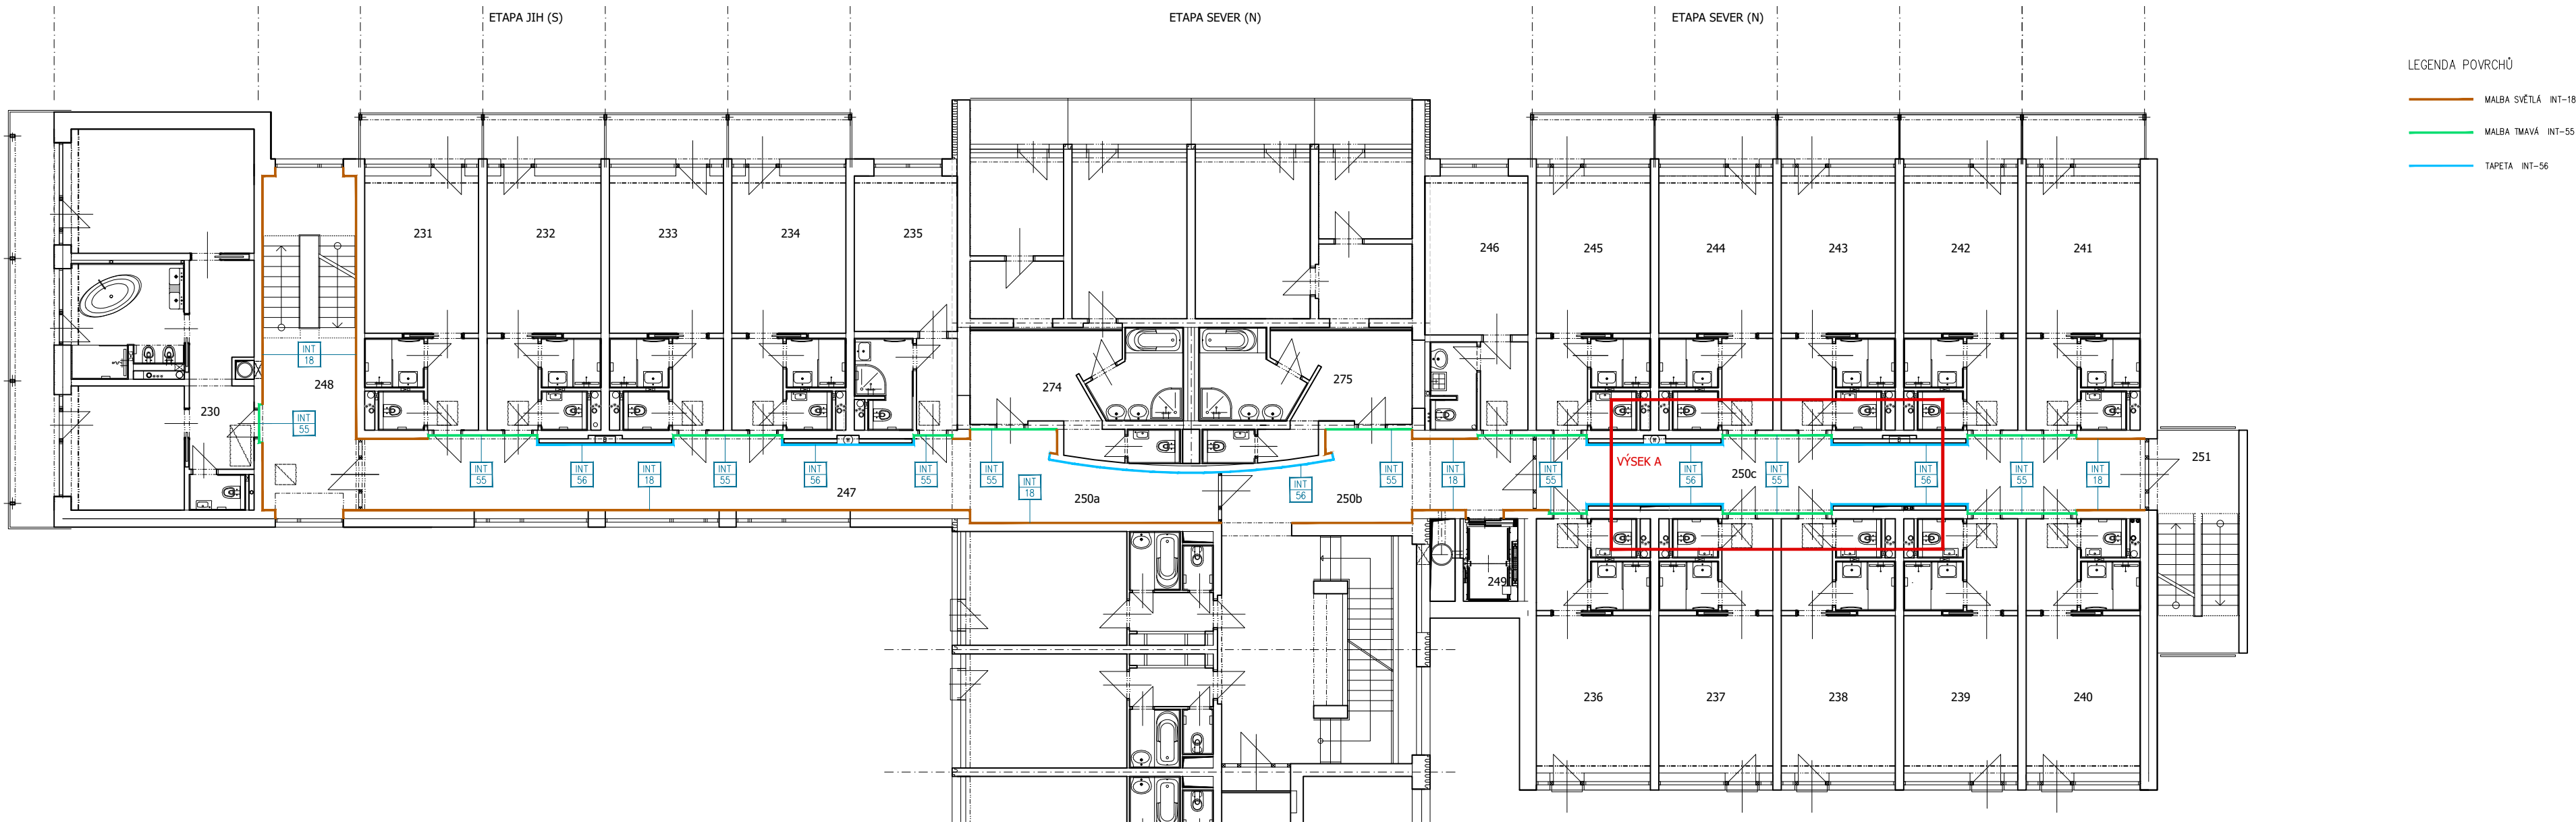 ETAPA JIH (S)
ETAPA SEVER (N)
ETAPA SEVER (N)
LEGENDA POVRCHŮ
MALBA SVĚTLÁ INT-18
MALBA TMAVÁ INT-55
TAPETA INT-56
231
232
233
234
235
246
245
244
243
242
241
INT
18
248
230
INT
55
274
275
INT
55
INT
56
INT
18
INT
55
INT
56
INT
55
INT
55
INT
18
INT
56
INT
55
INT
18
INT
55
VÝSEK A
INT
56
250c
INT
55
INT
56
INT
55
INT
18
251
247
250a
250b
249
236
237
238
239
240